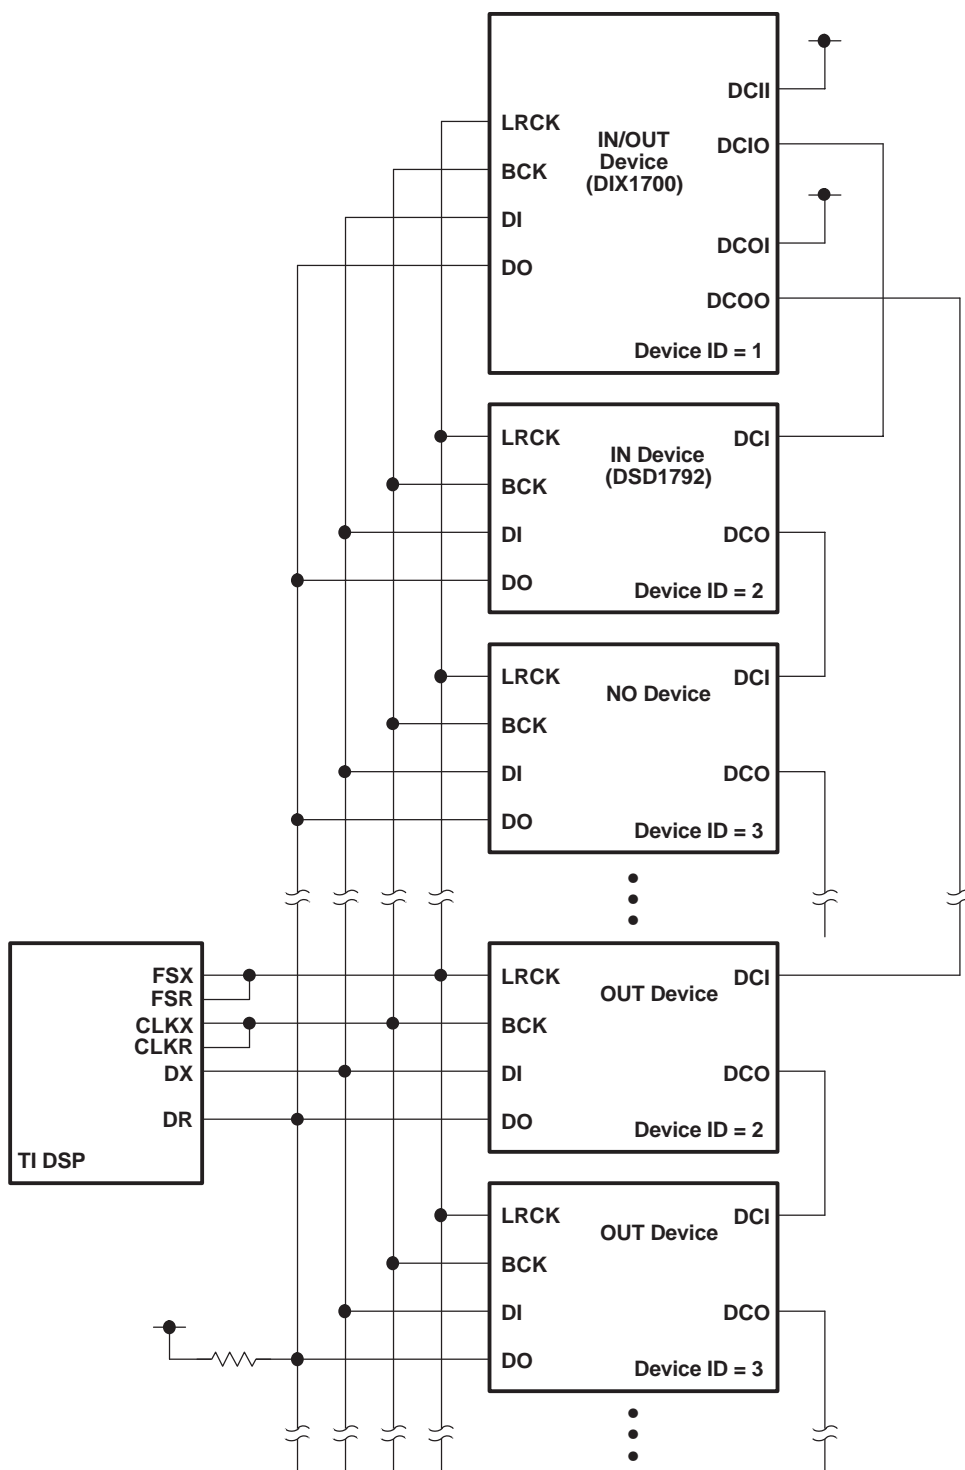 DCII
LRCK
IN/OUT
Device
(DIX1700)
DCIO
BCK
DI
DCOI
DO
DCOO
Device ID = 1
LRCK
DCI
IN Device
(DSD1792)
BCK
DI
DCO
DO
Device ID = 2
LRCK
DCI
NO Device
BCK
DI
DCO
DO
Device ID = 3
FSX
FSR
CLKX
CLKR
DX
DR
TI DSP
LRCK
DCI
OUT Device
BCK
DI
DCO
DO
Device ID = 2
LRCK
DCI
OUT Device
BCK
DI
DCO
DO
Device ID = 3